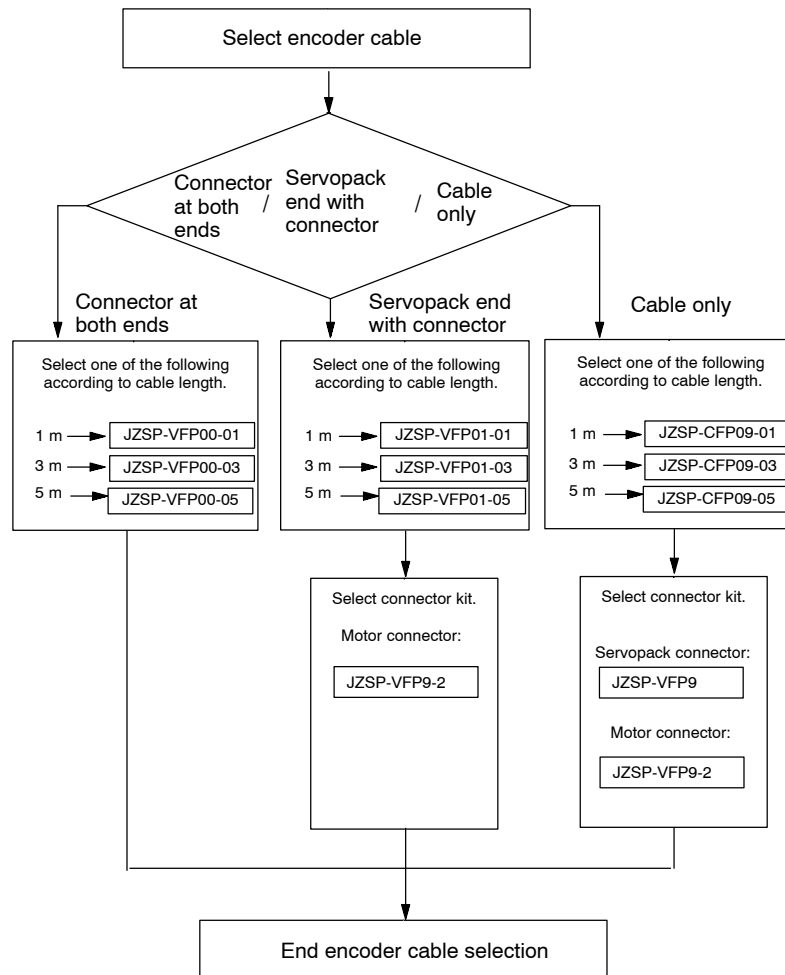 Select encoder cable
Connector
at both
ends
/
Servopack
end with
connector
/
Cable
only
Connector at
both ends
Select one of the following
according to cable length.
1 m
JZSP-VFP00-01
3 m
JZSP-VFP00-03
5 m
JZSP-VFP00-05
Servopack end
with connector
Select one of the following
according to cable length.
1 m
JZSP-VFP01-01
3 m
JZSP-VFP01-03
5 m
JZSP-VFP01-05
Select connector kit.
Motor connector:
JZSP-VFP9-2
Cable only
Select one of the following
according to cable length.
1 m
JZSP-CFP09-01
3 m
JZSP-CFP09-03
5 m
JZSP-CFP09-05
Select connector kit.
Servopack connector:
JZSP-VFP9
Motor connector:
JZSP-VFP9-2
End encoder cable selection